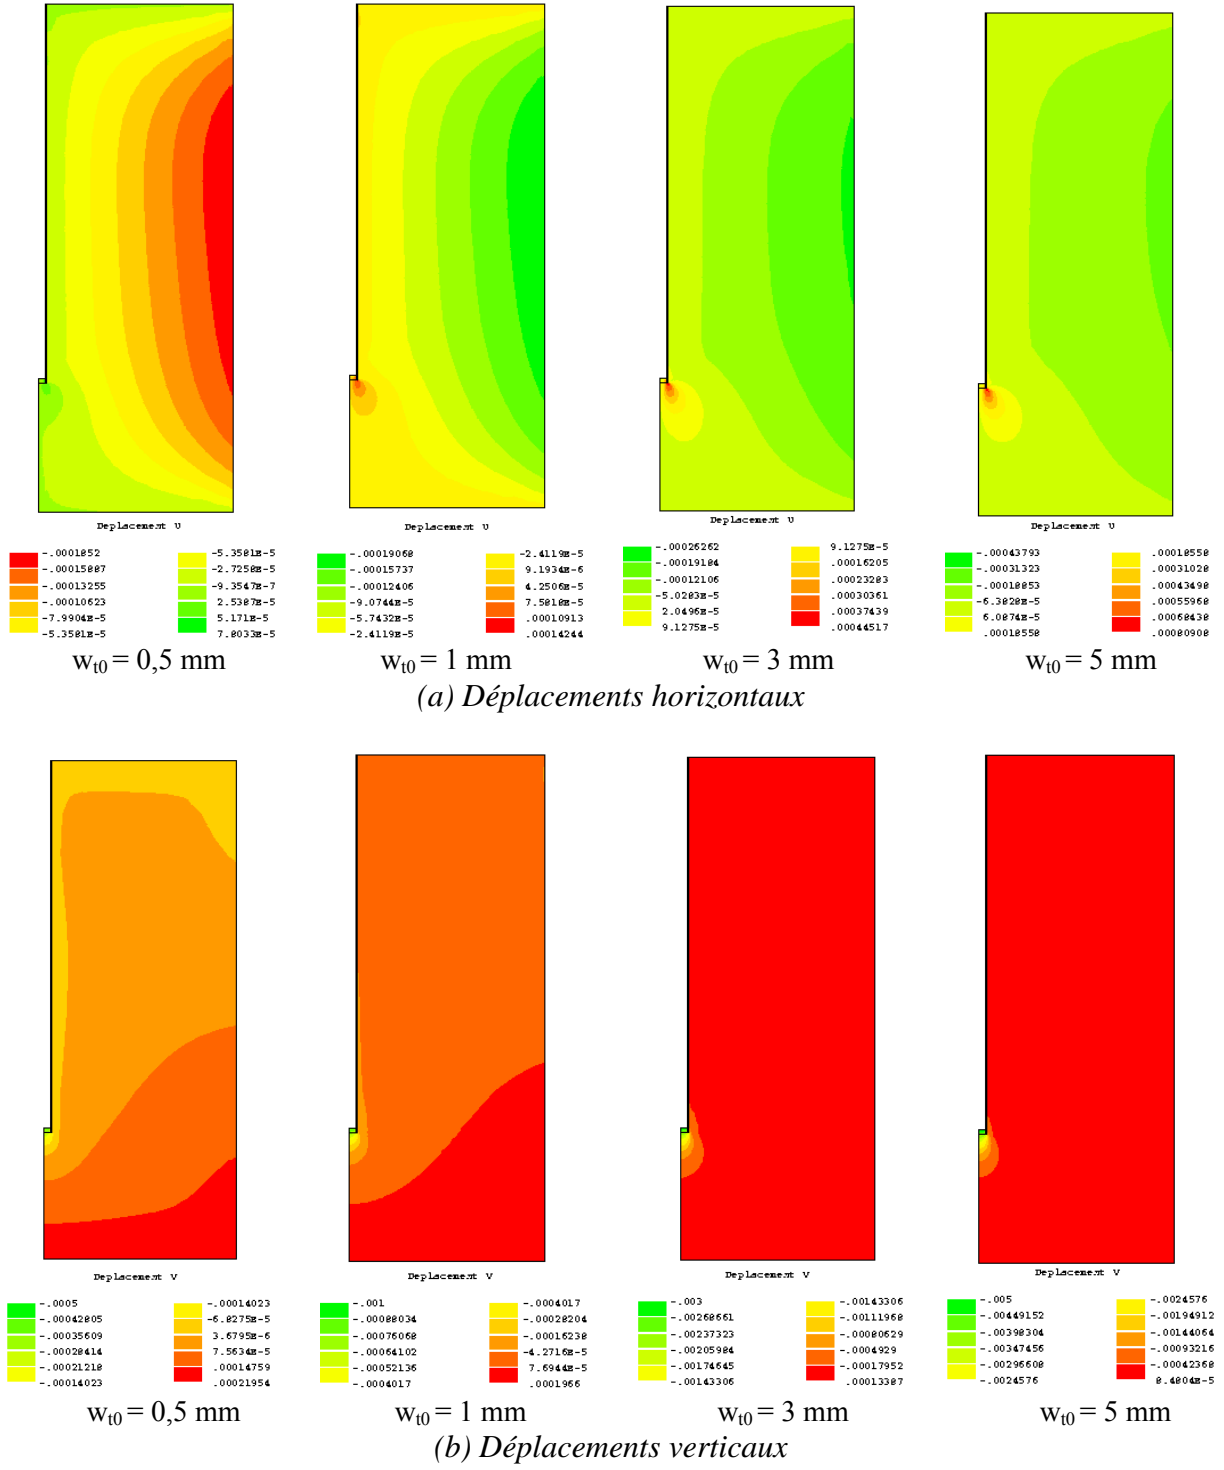 Deplacement U
-.0001852
-.00015887
-.00013255
-.00010623
-7.9904E-5
-5.3581E-5
-5.3581E-5
-2.7258E-5
-9.3547E-7
2.5387E-5
5.171E-5
7.8033E-5
w_t0 = 0,5 mm
Deplacement U
-.00019068
-.00015737
-.00012406
-9.0744E-5
-5.7432E-5
-2.4119E-5
-2.4119E-5
9.1934E-6
4.2506E-5
7.5818E-5
.00010913
.00014244
w_t0 = 1 mm
Deplacement U
-.00026262
-.00019184
-.00012106
-5.0283E-5
2.0496E-5
9.1275E-5
9.1275E-5
.00016205
.00023283
.00030361
.00037439
.00044517
w_t0 = 3 mm
Deplacement U
-.00043793
-.00031323
-.00018853
-6.3828E-5
6.0874E-5
.00018558
.00018558
.00031028
.00043498
.00055968
.00068438
.00080908
w_t0 = 5 mm
(a) Déplacements horizontaux
Deplacement V
-.0005
-.00042805
-.00035609
-.00028414
-.00021218
-.00014023
-.00014023
-6.8275E-5
3.6795E-6
7.5634E-5
.00014759
.00021954
w_t0 = 0,5 mm
Deplacement V
-.001
-.00088034
-.00076068
-.00064102
-.00052136
-.0004017
-.0004017
-.00028204
-.00016238
-4.2716E-5
7.6944E-5
.0001966
w_t0 = 1 mm
Deplacement V
-.003
-.00268661
-.00237323
-.00205984
-.00174645
-.00143306
-.00143306
-.00111968
-.00080629
-.0004929
-.00017952
.00013387
w_t0 = 3 mm
Deplacement V
-.005
-.00449152
-.00398304
-.00347456
-.00296608
-.0024576
-.0024576
-.00194912
-.00144064
-.00093216
-.00042368
8.4804E-5
w_t0 = 5 mm
(b) Déplacements verticaux